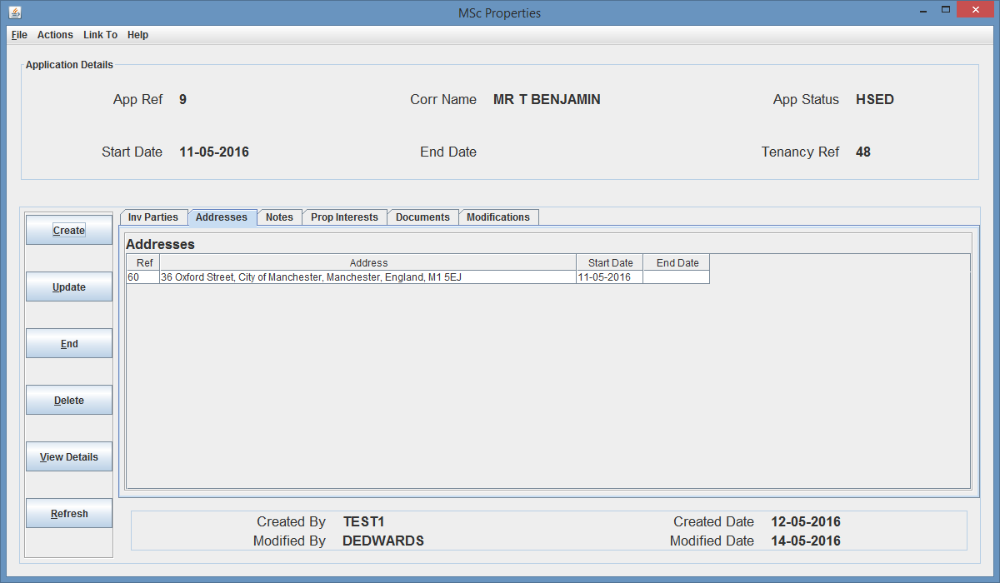 MSc Properties
File Actions Link To Help
Application Details
App Ref 9 Corr Name MR T BENJAMIN App Status HSED
Start Date 11-05-2016 End Date Tenancy Ref 48
Inv Parties Addresses Notes Prop Interests Documents Modifications
Create
Update
End
Delete
View Details
Refresh
Addresses
Ref Address Start Date End Date
60 36 Oxford Street, City of Manchester, Manchester, England, M1 5EJ 11-05-2016
Created By TEST1 Created Date 12-05-2016
Modified By DEDWARDS Modified Date 14-05-2016